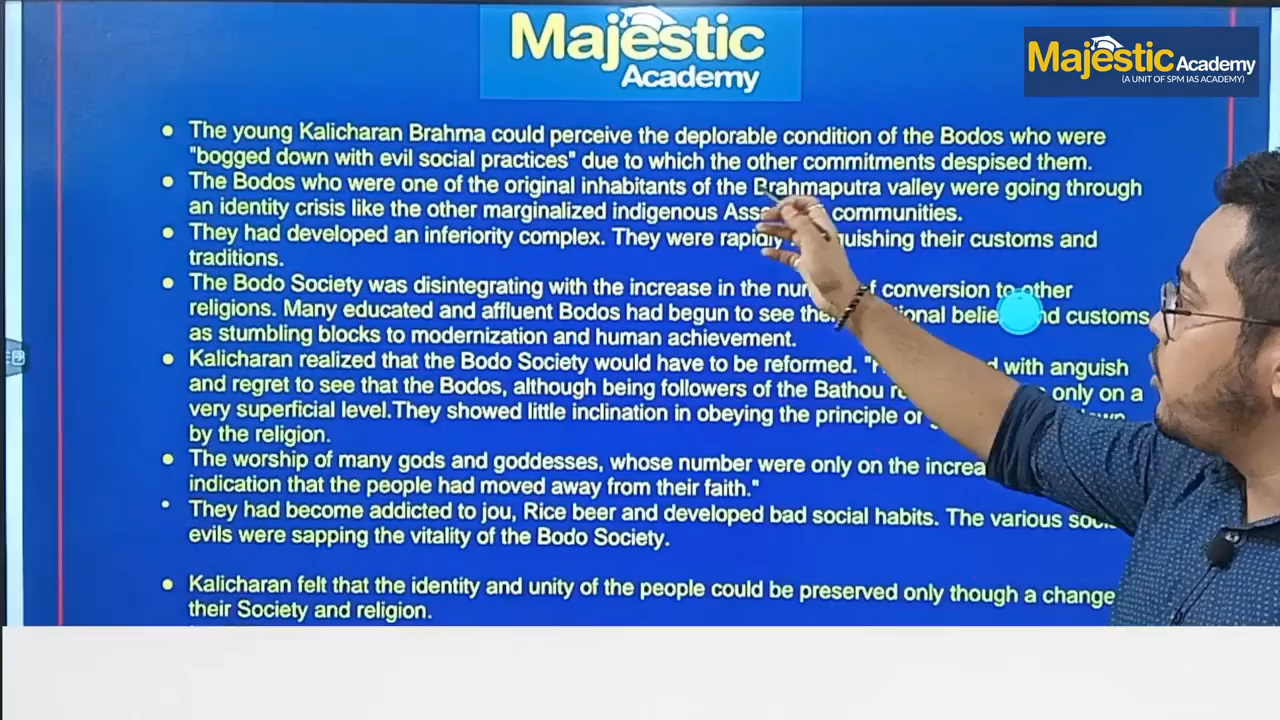 Majestic
Academy
Majestic Academy
(A UNIT OF SPM IAS ACADEMY)
• The young Kalicharan Brahma could perceive the deplorable condition of the Bodos who were
"bogged down with evil social practices" due to which the other commitments despised them.
• The Bodos who were one of the original inhabitants of the Brahmaputra valley were going through
an identity crisis like the other marginalized indigenous communities.
• They had developed an inferiority complex. They were rapidly their customs and
traditions.
• The Bodo Society was disintegrating with the increase in the conversion to other
religions. Many educated and affluent Bodos had begun to see customs
as stumbling blocks to modernization and human achievement.
• Kalicharan realized that the Bodo Society would have to be reformed. with anguish
and regret to see that the Bodos, although being followers of the Bathou only on a
very superficial level.They showed little inclination in obeying the principle
by the religion.
• The worship of many gods and goddesses, whose number were only on the
indication that the people had moved away from their faith."
• They had become addicted to jou, Rice beer and developed bad social habits. The various
evils were sapping the vitality of the Bodo Society.
• Kalicharan felt that the identity and unity of the people could be preserved only though a change
their Society and religion.